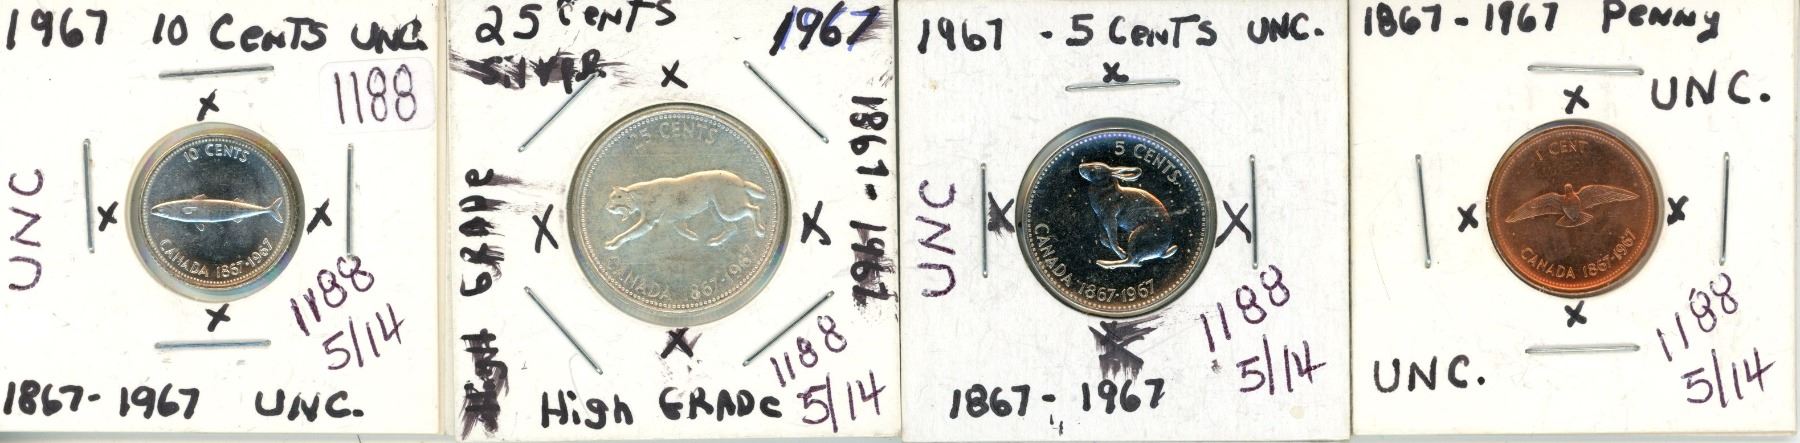 1967 10 CENTS UNC.
1188
UNC
10 CENTS
CANADA 1867-1967
1188
5/14
1867-1967 UNC.
25 CENTS 1967
SILVER
1867-1967
High GRADE
25 CENTS
CANADA 1867-1967
1188
5/14
High GRADE
1967 - 5 CENTS UNC.
UNC
5 CENTS
CANADA 1867-1967
1188
5/14
1867-1967
1867-1967 PENNY
UNC.
1 CENT
CANADA 1867-1967
1188
5/14
UNC.